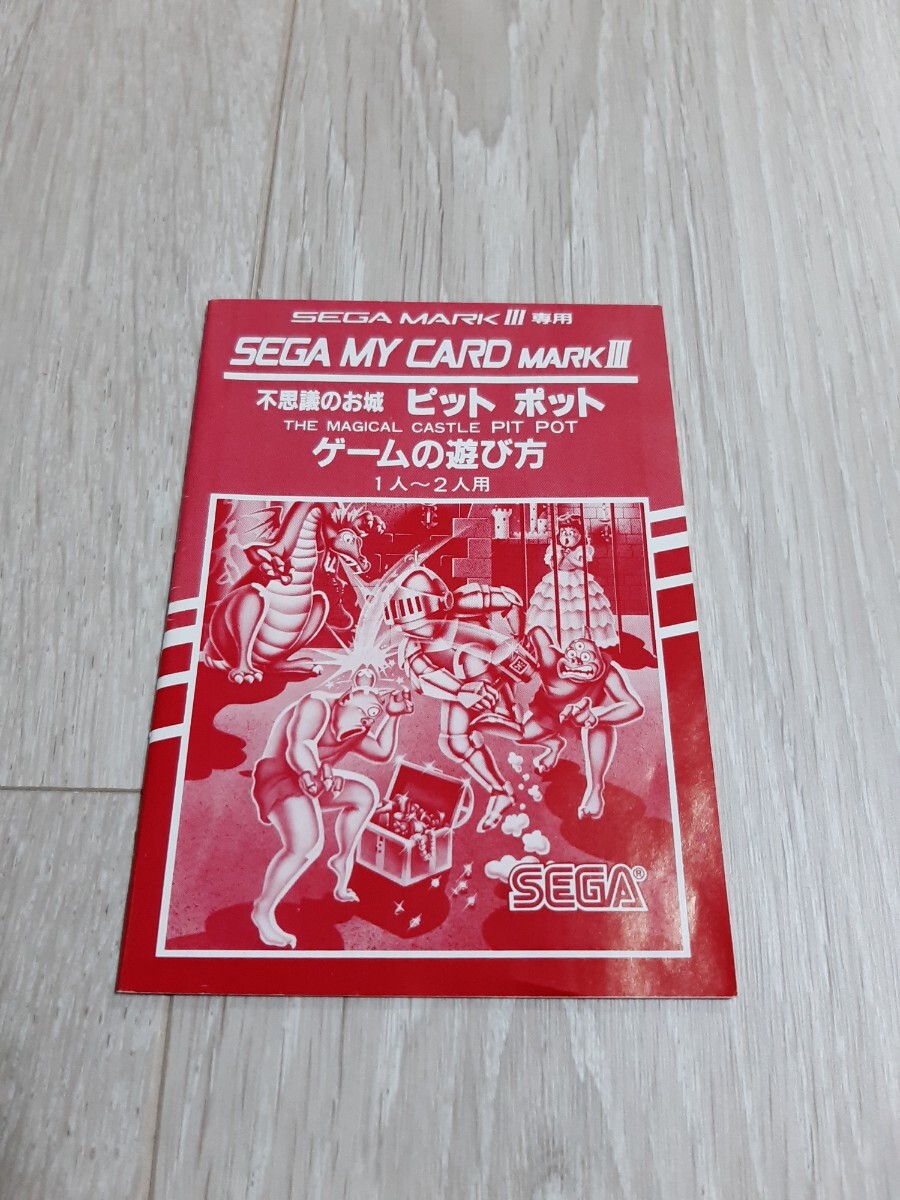 SEGA MARK III 専用
SEGA MY CARD MARK III
不思議のお城 ピット ポット
THE MAGICAL CASTLE PIT POT
ゲームの遊び方
1人~2人用
SEGA®